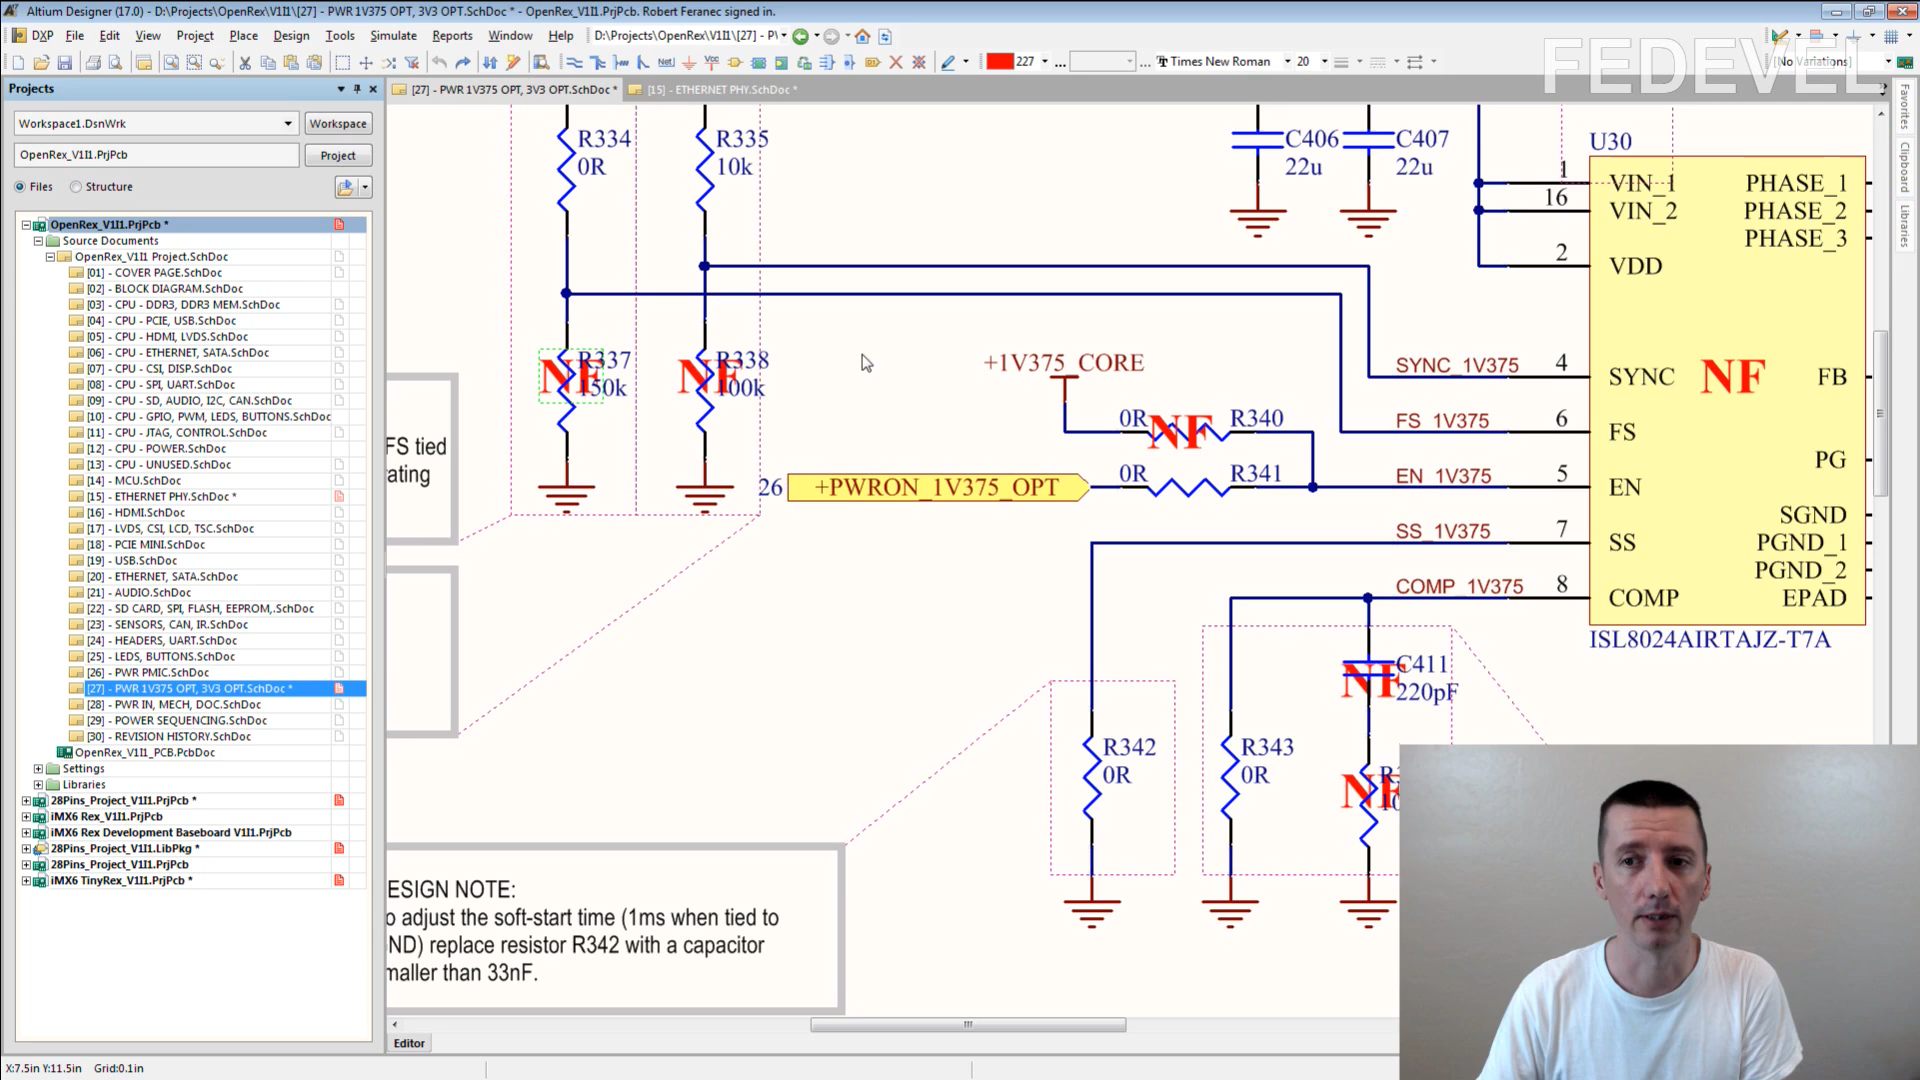 Altium Designer (17.0) - D:\Projects\OpenRex\V1I1\[27] - PWR 1V375 OPT, 3V3 OPT.SchDoc * - OpenRex_V1I1.PrjPcb. Robert Feranec signed in.
DXP File Edit View Project Place Design Tools Simulate Reports Window Help D:\Projects\OpenRex\V1I1\[27] - P\
227 Times New Roman 20 [No Variations]
FEDEVEL
Projects
Workspace1.DsnWrk Workspace
OpenRex_V1I1.PrjPcb Project
Files Structure
OpenRex_V1I1.PrjPcb *
Source Documents
OpenRex_V1I1 Project.SchDoc
[01] - COVER PAGE.SchDoc
[02] - BLOCK DIAGRAM.SchDoc
[03] - CPU - DDR3, DDR3 MEM.SchDoc
[04] - CPU - PCIE, USB.SchDoc
[05] - CPU - HDMI, LVDS.SchDoc
[06] - CPU - ETHERNET, SATA.SchDoc
[07] - CPU - CSI, DISP.SchDoc
[08] - CPU - SPI, UART.SchDoc
[09] - CPU - SD, AUDIO, I2C, CAN.SchDoc
[10] - CPU - GPIO, PWM, LEDS, BUTTONS.SchDoc
[11] - CPU - JTAG, CONTROL.SchDoc
[12] - CPU - POWER.SchDoc
[13] - CPU - UNUSED.SchDoc
[14] - MCU.SchDoc
[15] - ETHERNET PHY.SchDoc *
[16] - HDMI.SchDoc
[17] - LVDS, CSI, LCD, TSC.SchDoc
[18] - PCIE MINI.SchDoc
[19] - USB.SchDoc
[20] - ETHERNET, SATA.SchDoc
[21] - AUDIO.SchDoc
[22] - SD CARD, SPI, FLASH, EEPROM,.SchDoc
[23] - SENSORS, CAN, IR.SchDoc
[24] - HEADERS, UART.SchDoc
[25] - LEDS, BUTTONS.SchDoc
[26] - PWR PMIC.SchDoc
[27] - PWR 1V375 OPT, 3V3 OPT.SchDoc *
[28] - PWR IN, MECH, DOC.SchDoc
[29] - POWER SEQUENCING.SchDoc
[30] - REVISION HISTORY.SchDoc
OpenRex_V1I1_PCB.PcbDoc
Settings
Libraries
28Pins_Project_V1I1.PrjPcb *
iMX6 Rex_V1I1.PrjPcb
iMX6 Rex Development Baseboard V1I1.PrjPcb
28Pins_Project_V1I1.LibPkg *
28Pins_Project_V1I1.PrjPcb
iMX6 TinyRex_V1I1.PrjPcb *
[27] - PWR 1V375 OPT, 3V3 OPT.SchDoc * [15] - ETHERNET PHY.SchDoc *
R334
0R
R335
10k
C406
22u
C407
22u
U30
1 VIN_1 PHASE_1
16 VIN_2 PHASE_2
PHASE_3
2 VDD
NF R337
150k
NF R338
100k
+1V375_CORE
SYNC_1V375 4 SYNC NF FB
0R NF R340
FS_1V375 6 FS
PG
0R R341
26 +PWRON_1V375_OPT
EN_1V375 5 EN
SGND
SS_1V375 7 SS PGND_1
PGND_2
COMP_1V375 8 COMP EPAD
ISL8024AIRTAJZ-T7A
FS tied
rating
NF C411
220pF
R342
0R
R343
0R
NF
ESIGN NOTE:
o adjust the soft-start time (1ms when tied to
ND) replace resistor R342 with a capacitor
maller than 33nF.
Favorites
Clipboard
Libraries
Editor
X:7.5in Y:11.5in Grid:0.1in